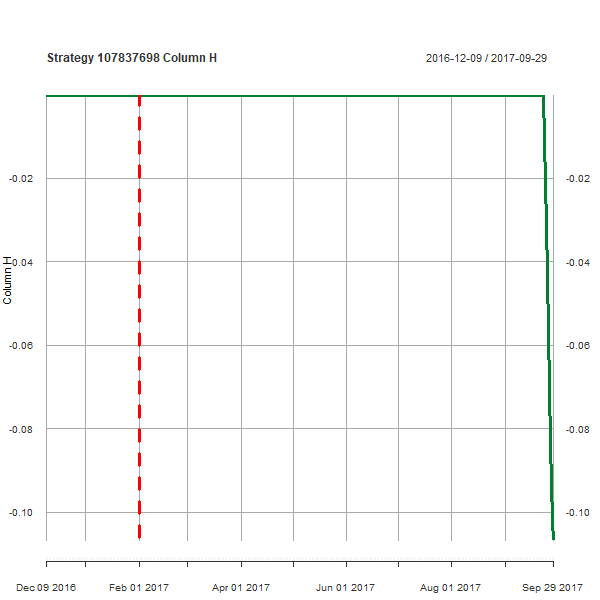 Strategy 107837698 Column H 2016-12-09 / 2017-09-29
-0.02 -0.02
-0.04 -0.04
Column H
-0.06 -0.06
-0.08 -0.08
-0.10 -0.10
Dec 09 2016 Feb 01 2017 Apr 01 2017 Jun 01 2017 Aug 01 2017 Sep 29 2017